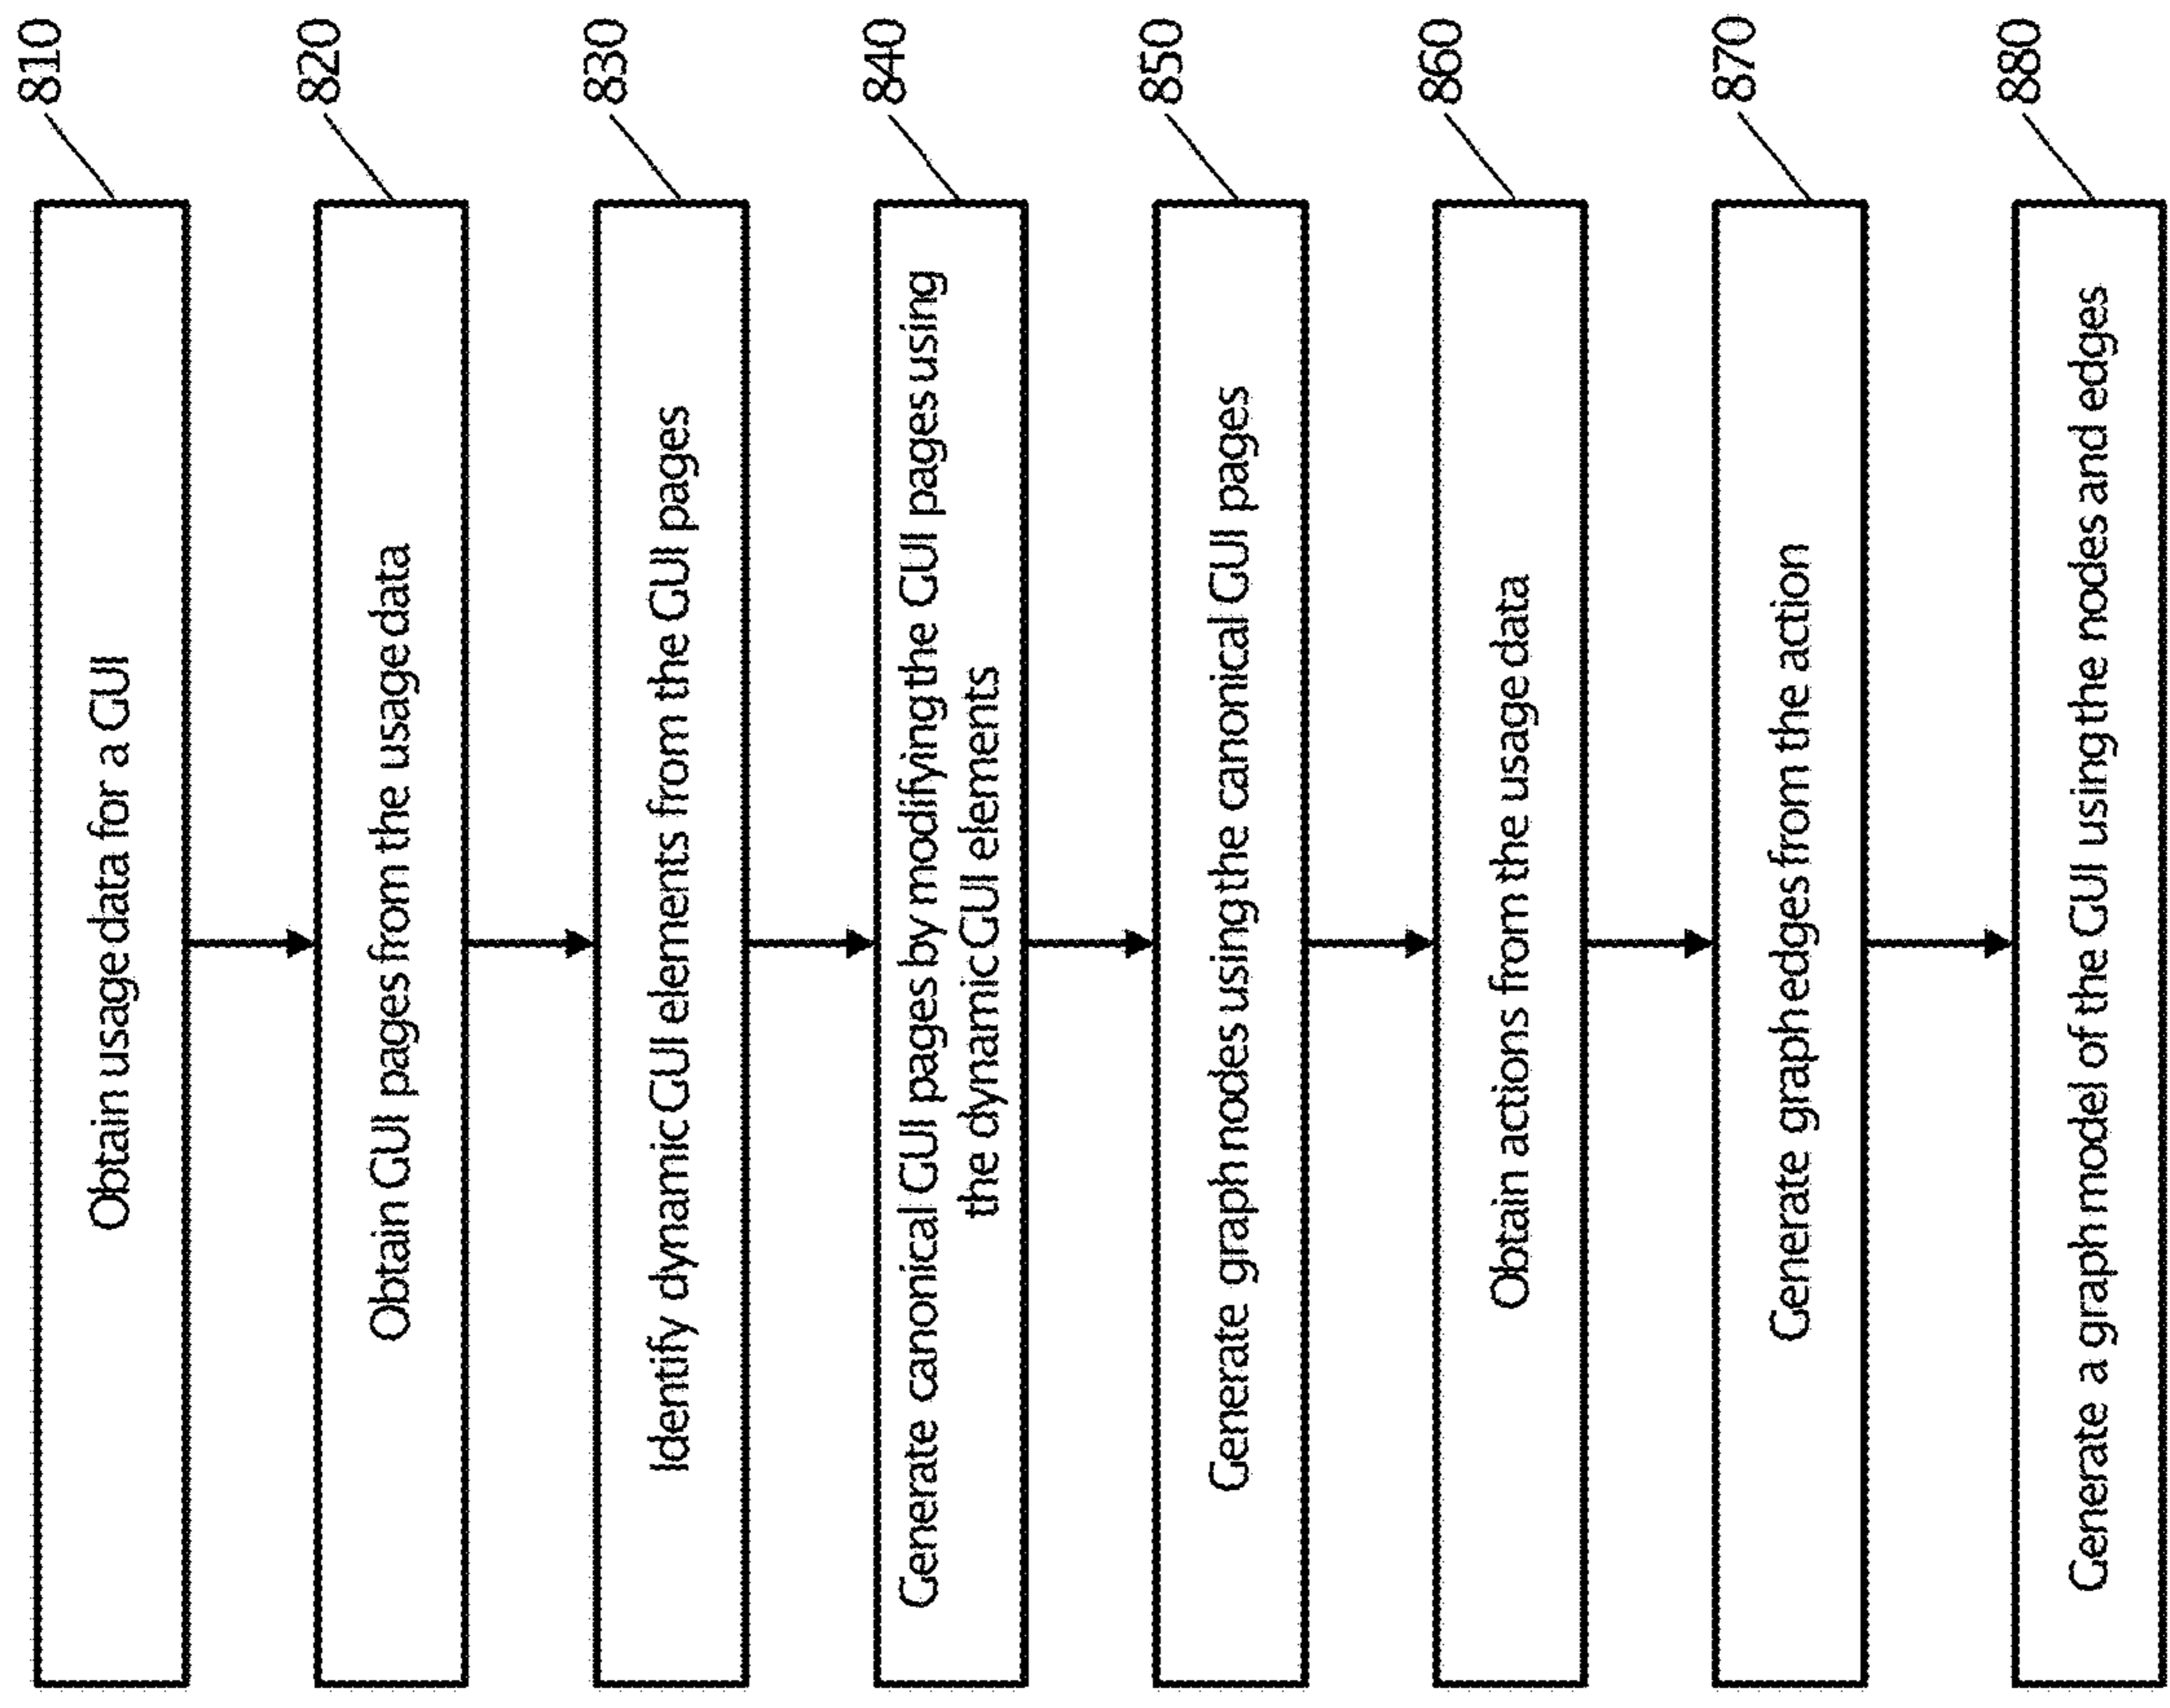 810
Obtain usage data for a GUI
820
Obtain GUI pages from the usage data
830
Identify dynamic GUI elements from the GUI pages
840
Generate canonical GUI pages by modifying the GUI pages using
the dynamic GUI elements
850
Generate graph nodes using the canonical GUI pages
860
Obtain actions from the usage data
870
Generate graph edges from the action
880
Generate a graph model of the GUI using the nodes and edges